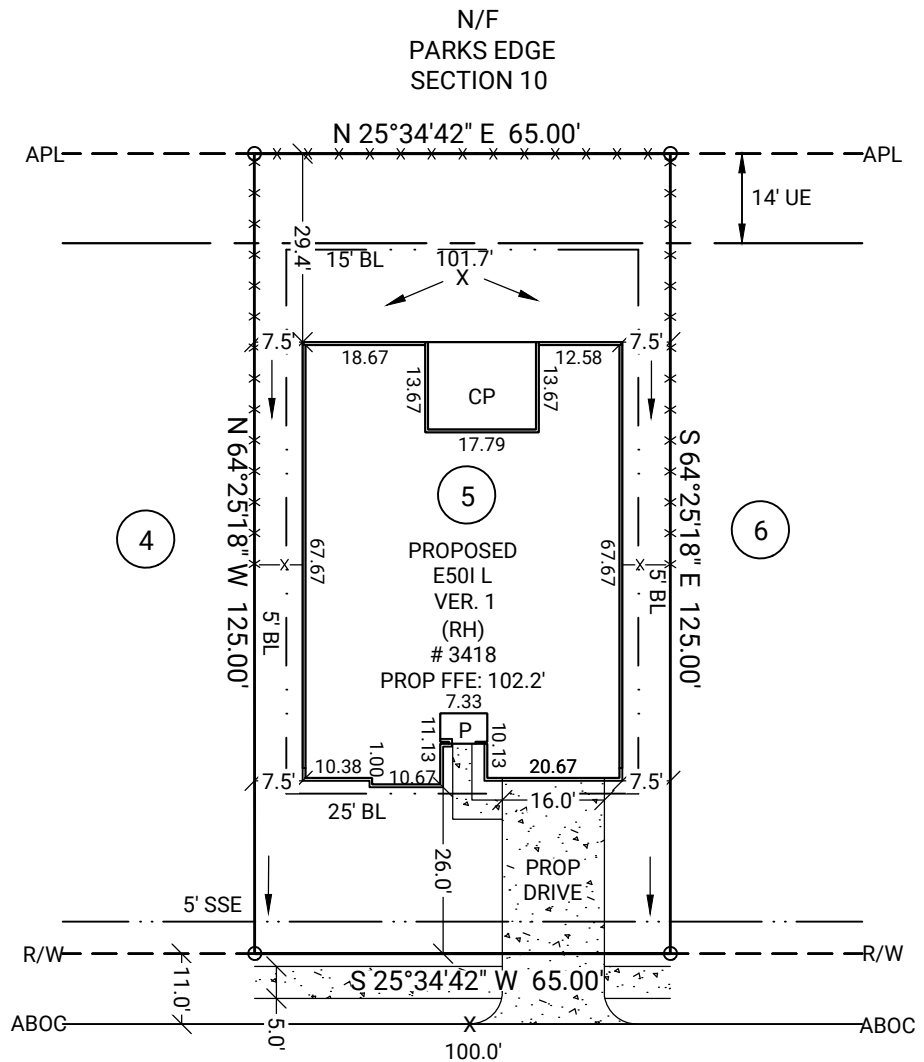 N/F
PARKS EDGE
SECTION 10
N 25°34'42" E 65.00'
APL
APL
14' UE
29.4'
15' BL
101.7'
X
7.5'
7.5'
18.67
12.58
13.67
CP
13.67
17.79
N 64°25'18" W 125.00'
S 64°25'18" E 125.00'
4
5
6
67.67
67.67
PROPOSED
E50I L
VER. 1
(RH)
# 3418
PROP FFE: 102.2'
5' BL
5' BL
7.33
P
11.13
10.13
10.38
1.00
10.67
20.67
7.5'
7.5'
16.0'
25' BL
26.0'
PROP
DRIVE
5' SSE
R/W
R/W
S 25°34'42" W 65.00'
11.0'
5.0'
ABOC
X
ABOC
100.0'